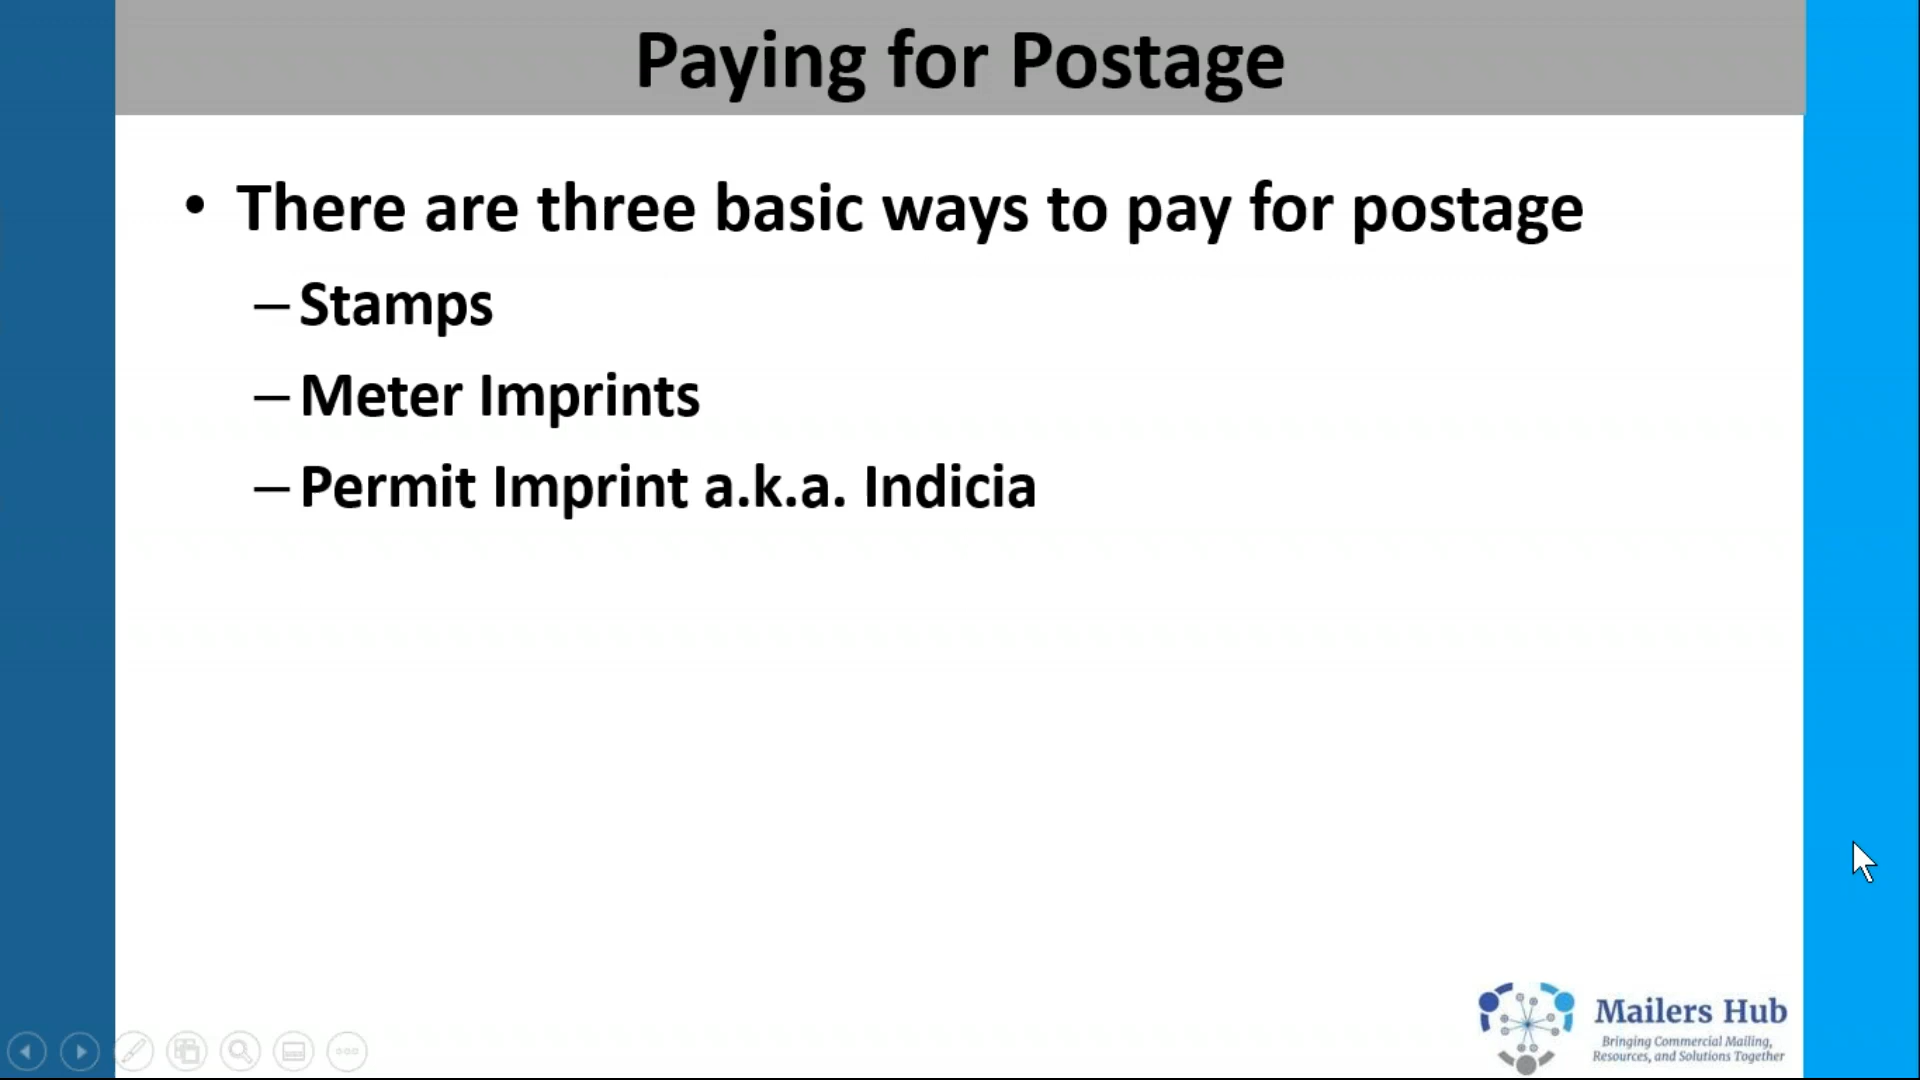 Paying for Postage
• There are three basic ways to pay for postage
– Stamps
– Meter Imprints
– Permit Imprint a.k.a. Indicia
Mailers Hub
Bringing Commercial Mailing,
Resources, and Solutions Together